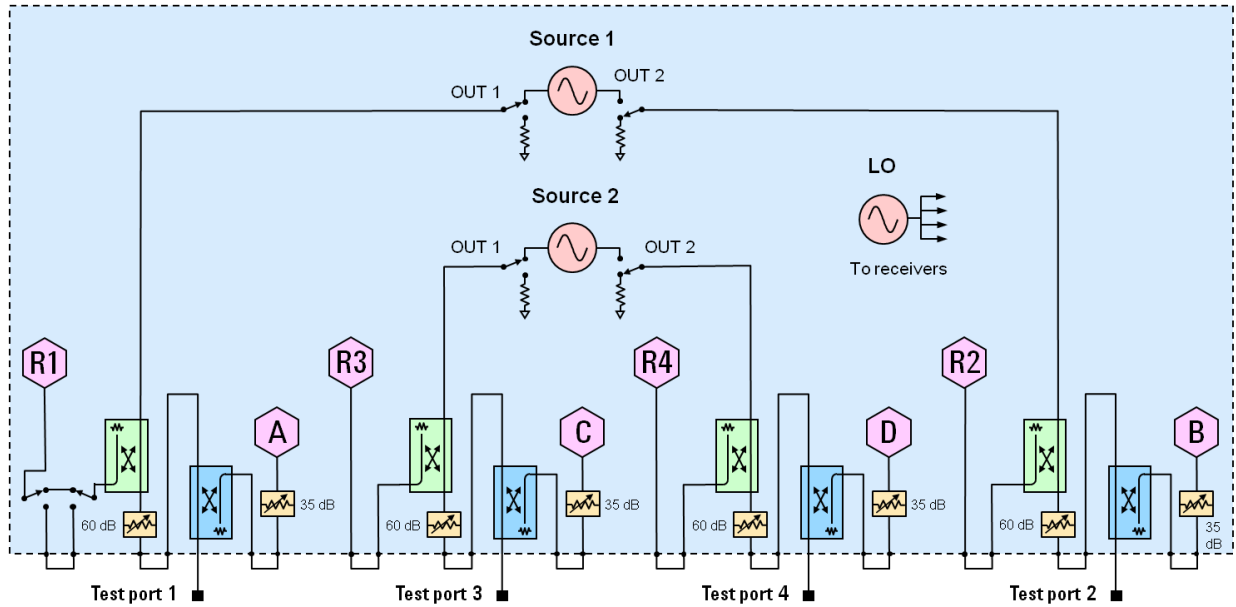 Source 1
OUT 1
OUT 2
LO
Source 2
OUT 1
OUT 2
To receivers
R1
R3
R4
R2
A
C
D
B
35 dB
35 dB
35 dB
35
dB
60 dB
60 dB
60 dB
60 dB
Test port 1
Test port 3
Test port 4
Test port 2